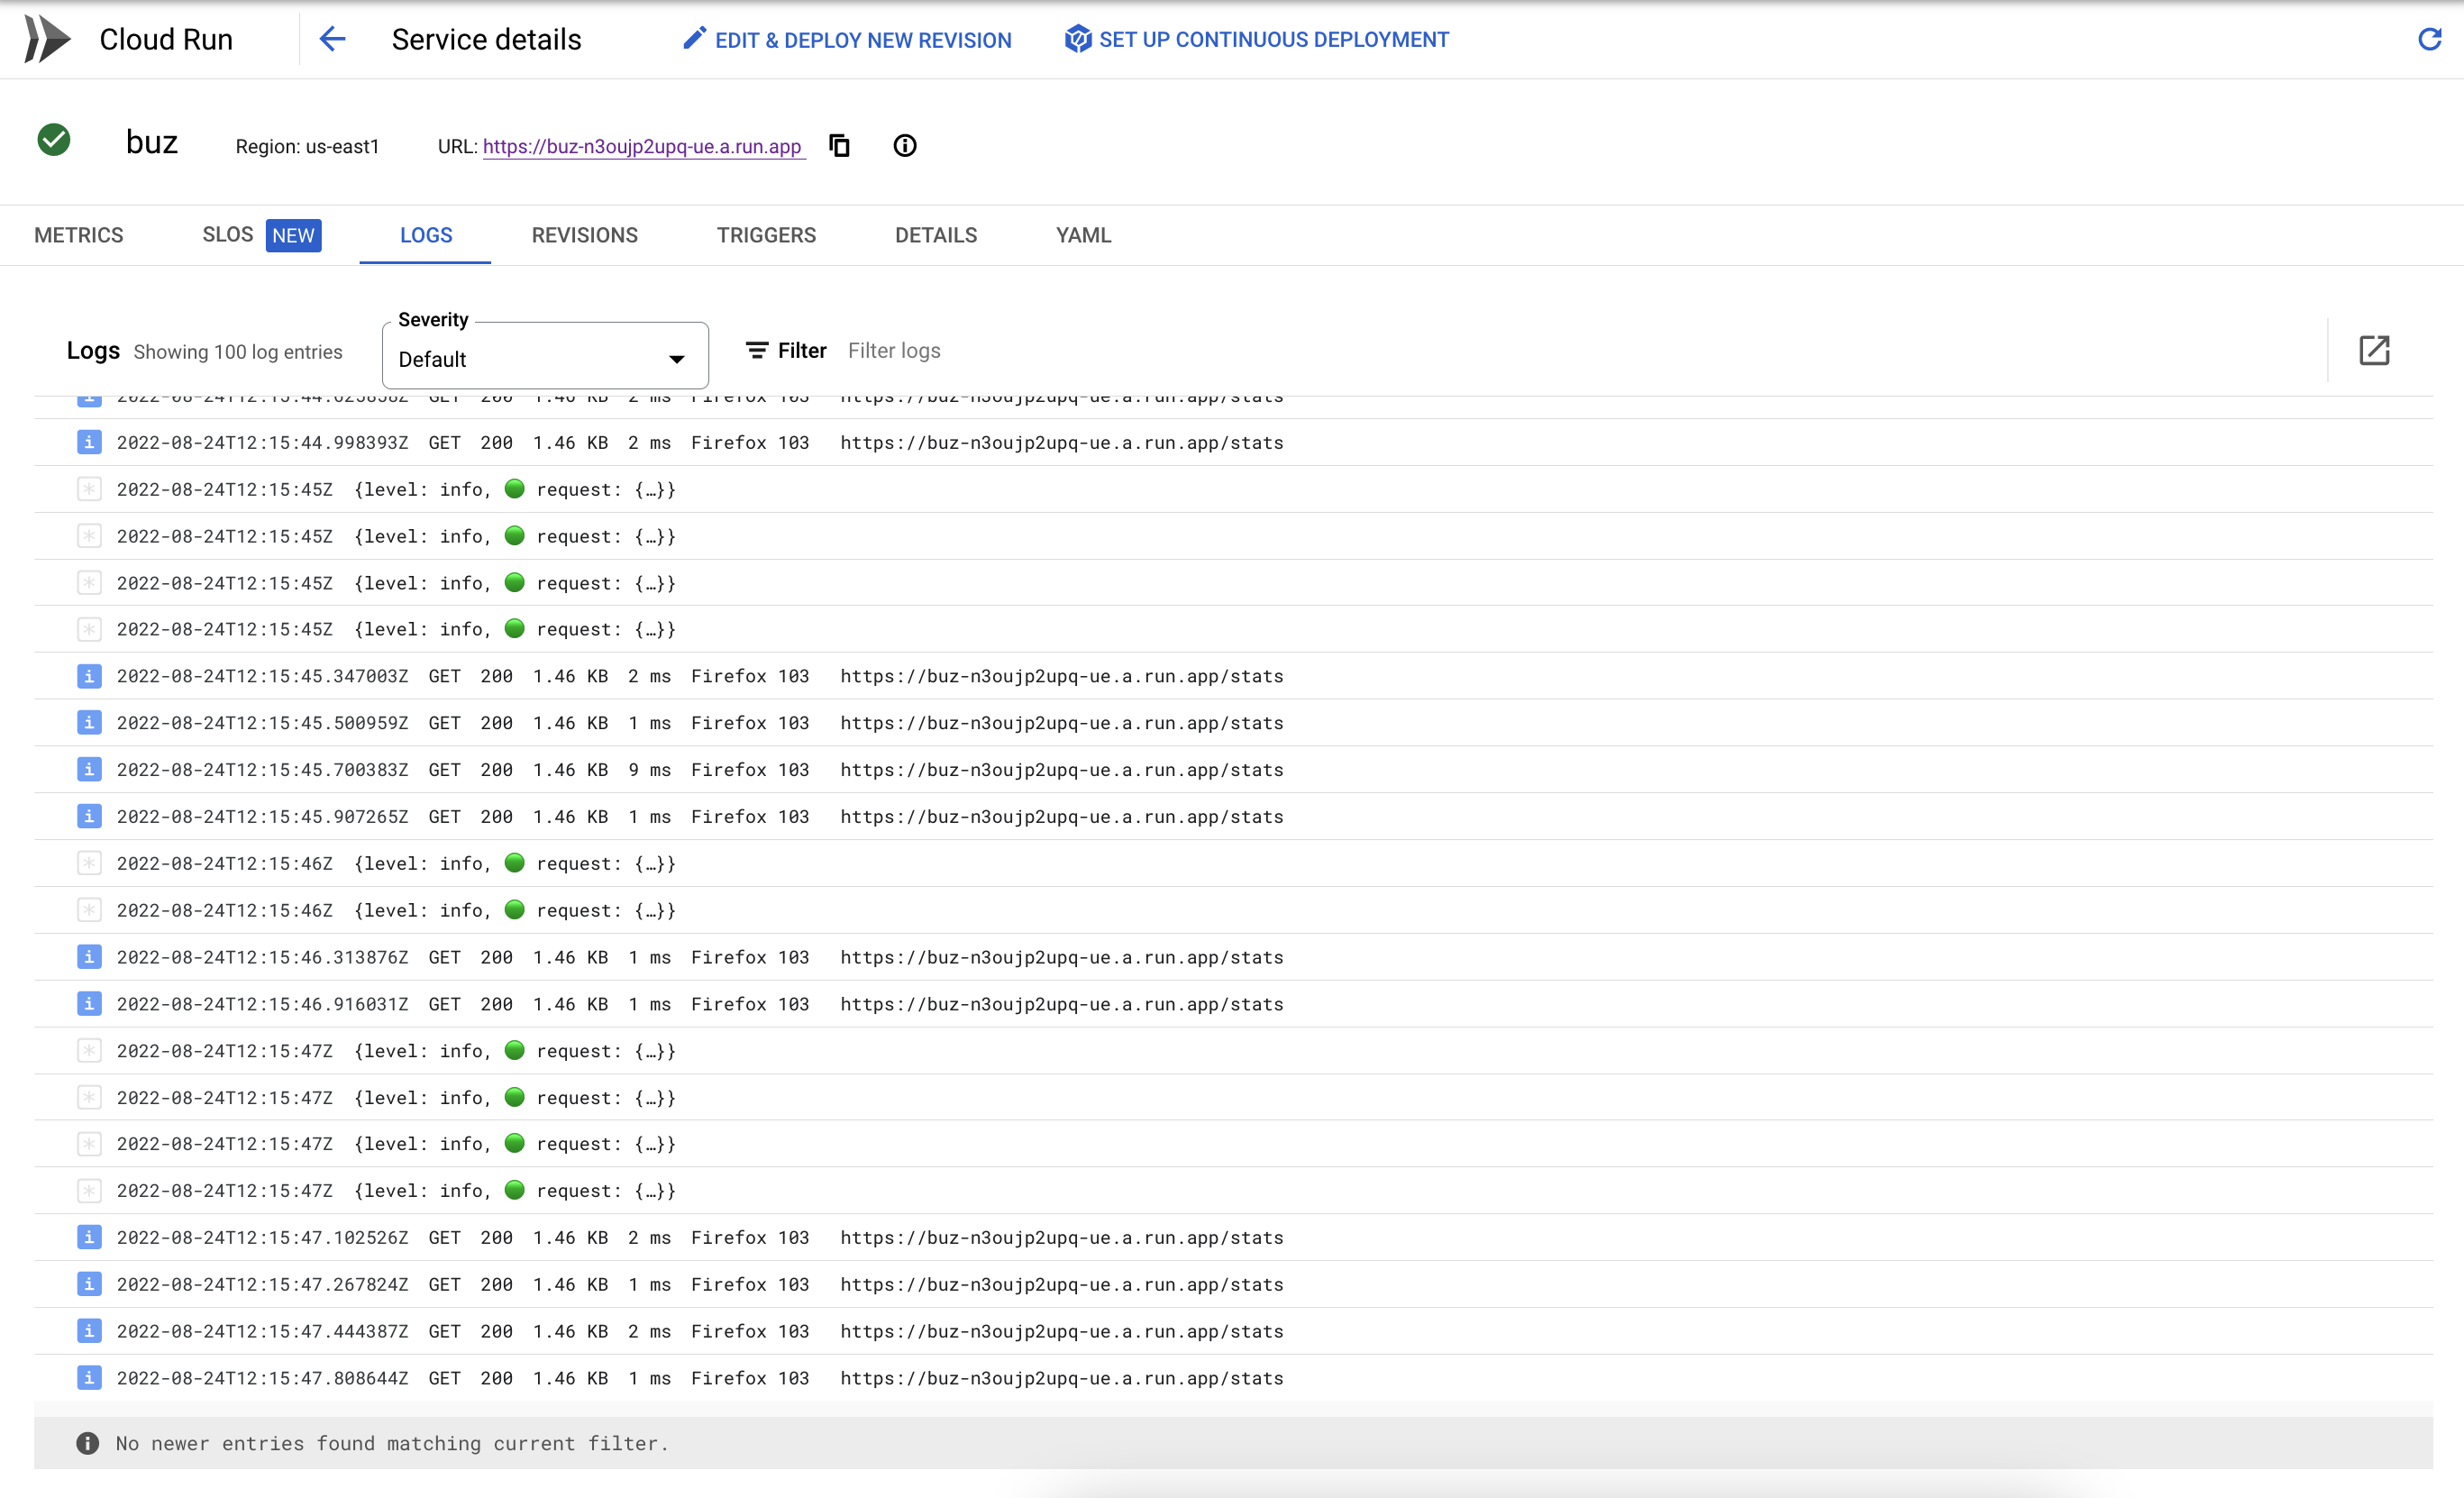 Cloud Run Service details EDIT & DEPLOY NEW REVISION SET UP CONTINUOUS DEPLOYMENT
buz Region: us-east1 URL: https://buz-n3oujp2upq-ue.a.run.app
METRICS SLOS NEW LOGS REVISIONS TRIGGERS DETAILS YAML
Severity
Logs Showing 100 log entries Default Filter Filter logs
2022-08-24T12:15:44.998393Z GET 200 1.46 KB 2 ms Firefox 103 https://buz-n3oujp2upq-ue.a.run.app/stats
2022-08-24T12:15:45Z {level: info, 🟢 request: {…}}
2022-08-24T12:15:45Z {level: info, 🟢 request: {…}}
2022-08-24T12:15:45Z {level: info, 🟢 request: {…}}
2022-08-24T12:15:45Z {level: info, 🟢 request: {…}}
2022-08-24T12:15:45.347003Z GET 200 1.46 KB 2 ms Firefox 103 https://buz-n3oujp2upq-ue.a.run.app/stats
2022-08-24T12:15:45.500959Z GET 200 1.46 KB 1 ms Firefox 103 https://buz-n3oujp2upq-ue.a.run.app/stats
2022-08-24T12:15:45.700383Z GET 200 1.46 KB 9 ms Firefox 103 https://buz-n3oujp2upq-ue.a.run.app/stats
2022-08-24T12:15:45.907265Z GET 200 1.46 KB 1 ms Firefox 103 https://buz-n3oujp2upq-ue.a.run.app/stats
2022-08-24T12:15:46Z {level: info, 🟢 request: {…}}
2022-08-24T12:15:46Z {level: info, 🟢 request: {…}}
2022-08-24T12:15:46.313876Z GET 200 1.46 KB 1 ms Firefox 103 https://buz-n3oujp2upq-ue.a.run.app/stats
2022-08-24T12:15:46.916031Z GET 200 1.46 KB 1 ms Firefox 103 https://buz-n3oujp2upq-ue.a.run.app/stats
2022-08-24T12:15:47Z {level: info, 🟢 request: {…}}
2022-08-24T12:15:47Z {level: info, 🟢 request: {…}}
2022-08-24T12:15:47Z {level: info, 🟢 request: {…}}
2022-08-24T12:15:47Z {level: info, 🟢 request: {…}}
2022-08-24T12:15:47.102526Z GET 200 1.46 KB 2 ms Firefox 103 https://buz-n3oujp2upq-ue.a.run.app/stats
2022-08-24T12:15:47.267824Z GET 200 1.46 KB 1 ms Firefox 103 https://buz-n3oujp2upq-ue.a.run.app/stats
2022-08-24T12:15:47.444387Z GET 200 1.46 KB 2 ms Firefox 103 https://buz-n3oujp2upq-ue.a.run.app/stats
2022-08-24T12:15:47.808644Z GET 200 1.46 KB 1 ms Firefox 103 https://buz-n3oujp2upq-ue.a.run.app/stats
No newer entries found matching current filter.